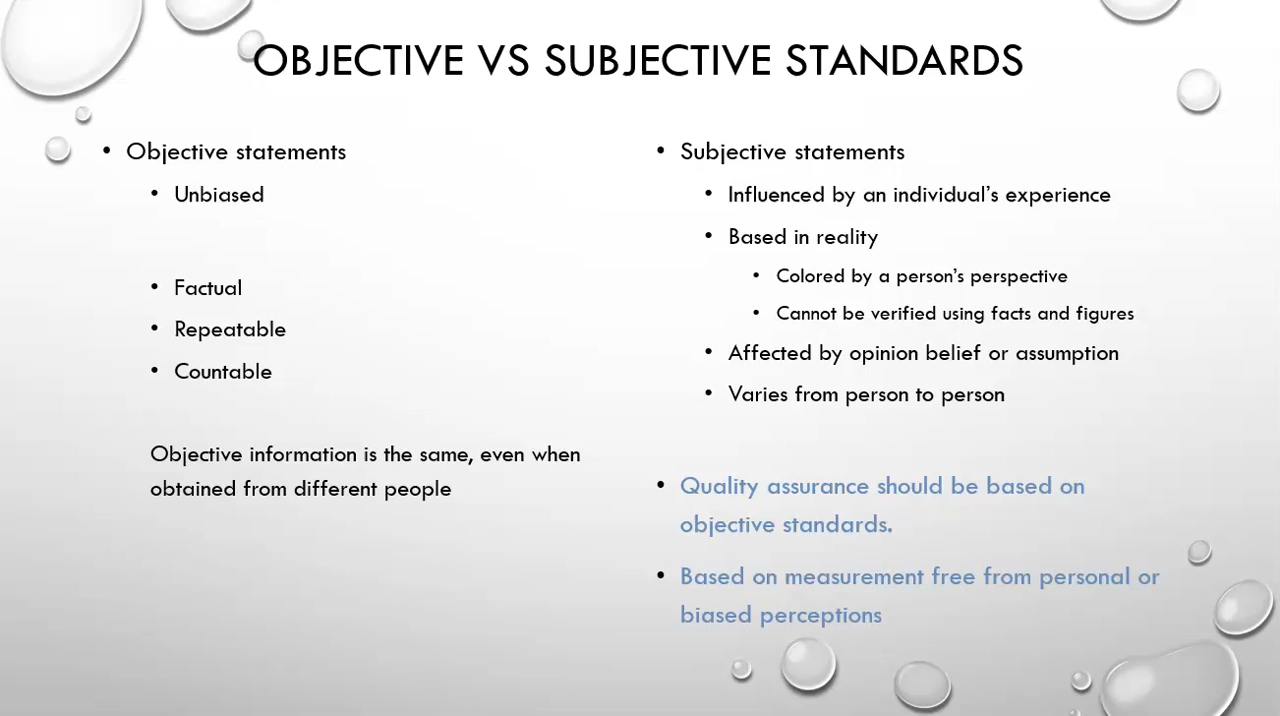 OBJECTIVE VS SUBJECTIVE STANDARDS
• Objective statements
• Unbiased
• Factual
• Repeatable
• Countable
Objective information is the same, even when
obtained from different people
• Subjective statements
• Influenced by an individual’s experience
• Based in reality
• Colored by a person’s perspective
• Cannot be verified using facts and figures
• Affected by opinion belief or assumption
• Varies from person to person
• Quality assurance should be based on
objective standards.
• Based on measurement free from personal or
biased perceptions